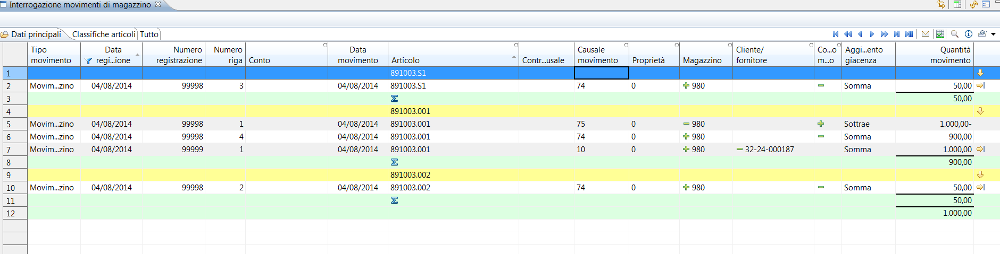 Interrogazione movimenti di magazzino
Dati principali Classifiche articoli Tutto
Tipo movimento Data regi...ione Numero registrazione Numero riga Conto Data movimento Articolo Contr...usale Causale movimento Proprietà Magazzino Cliente/ fornitore Co...o m...o Aggi...ento giacenza Quantità movimento
1 891003.S1
2 Movim...zino 04/08/2014 99998 3 04/08/2014 891003.S1 74 0 980 Somma 50,00
3 Σ 50,00
4 891003.001
5 Movim...zino 04/08/2014 99998 1 04/08/2014 891003.001 75 0 980 Sottrae 1.000,00-
6 Movim...zino 04/08/2014 99998 4 04/08/2014 891003.001 74 0 980 Somma 900,00
7 Movim...zino 04/08/2014 99999 1 04/08/2014 891003.001 10 0 980 32-24-000187 Somma 1.000,00
8 Σ 900,00
9 891003.002
10 Movim...zino 04/08/2014 99998 2 04/08/2014 891003.002 74 0 980 Somma 50,00
11 Σ 50,00
12 1.000,00